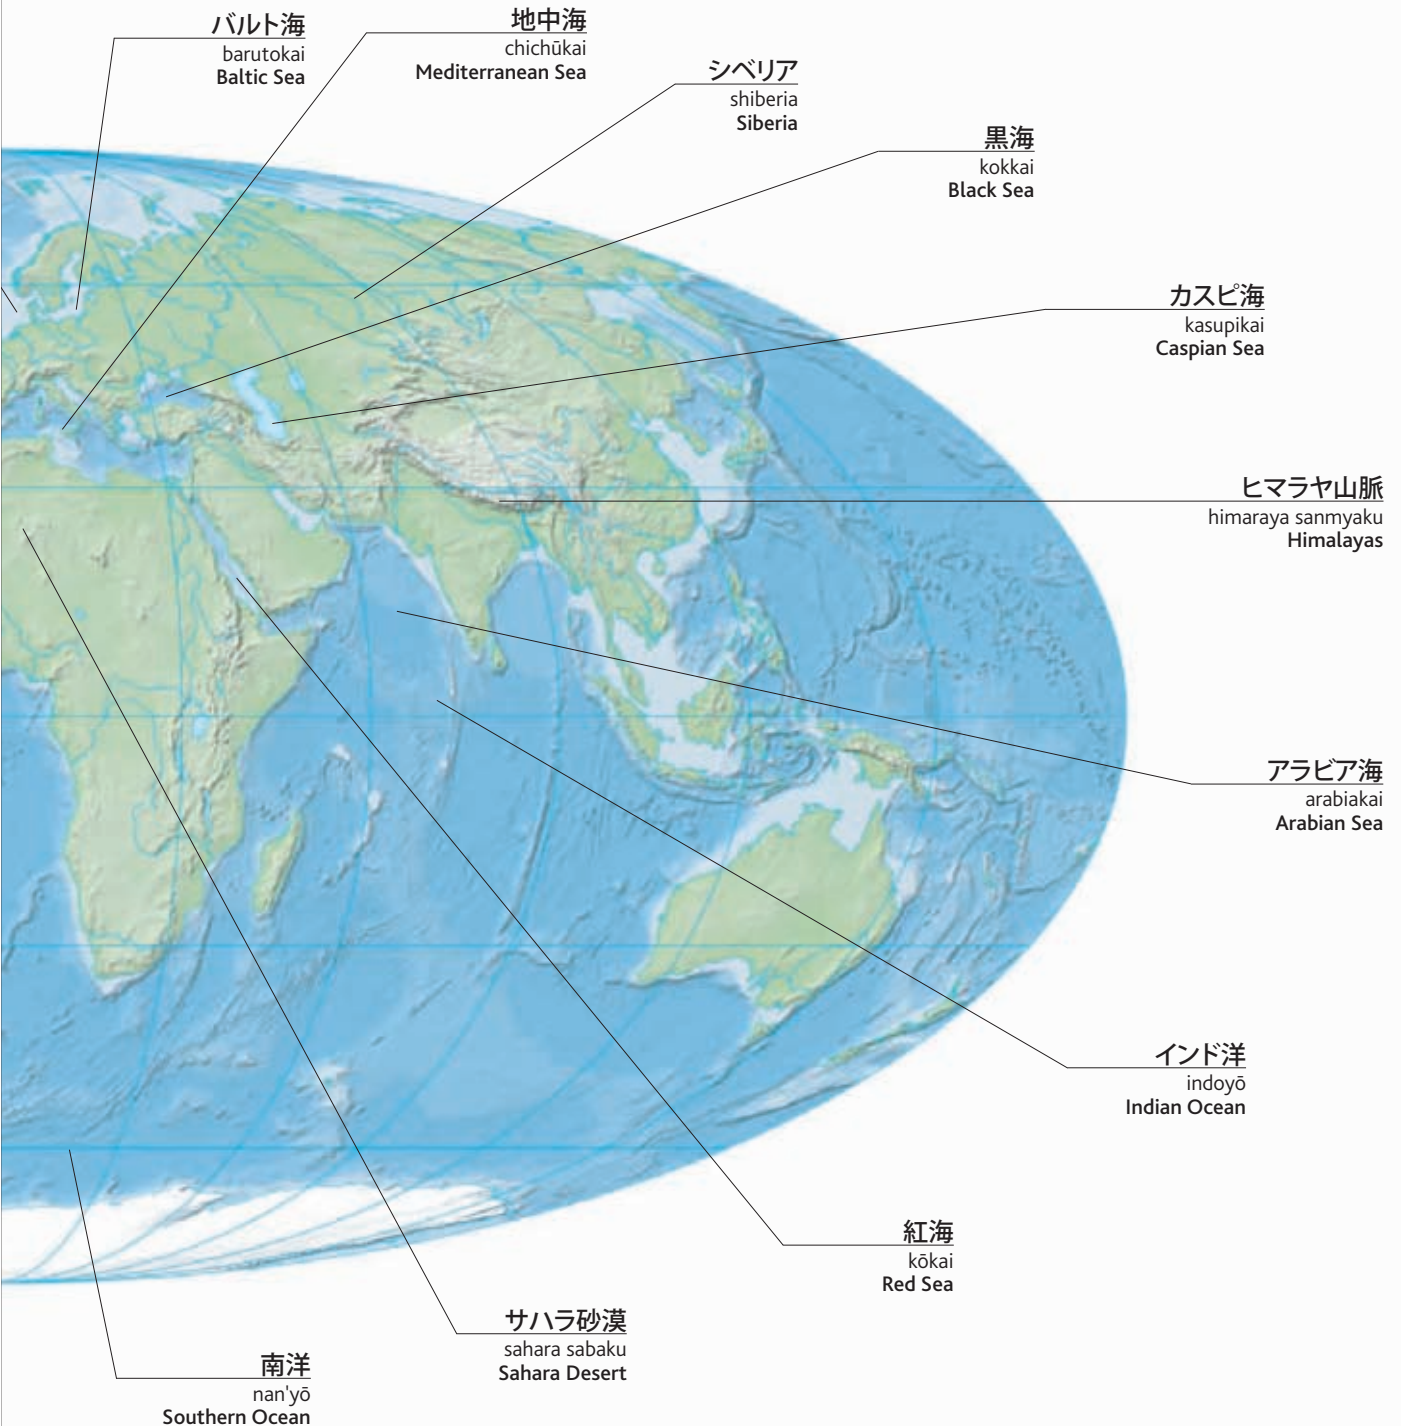 バルト海
barutokai
Baltic Sea
地中海
chichūkai
Mediterranean Sea
シベリア
shiberia
Siberia
黒海
kokkai
Black Sea
カスピ海
kasupikai
Caspian Sea
ヒマラヤ山脈
himaraya sanmyaku
Himalayas
アラビア海
arabiakai
Arabian Sea
インド洋
indoyō
Indian Ocean
紅海
kōkai
Red Sea
サハラ砂漠
sahara sabaku
Sahara Desert
南洋
nan'yō
Southern Ocean